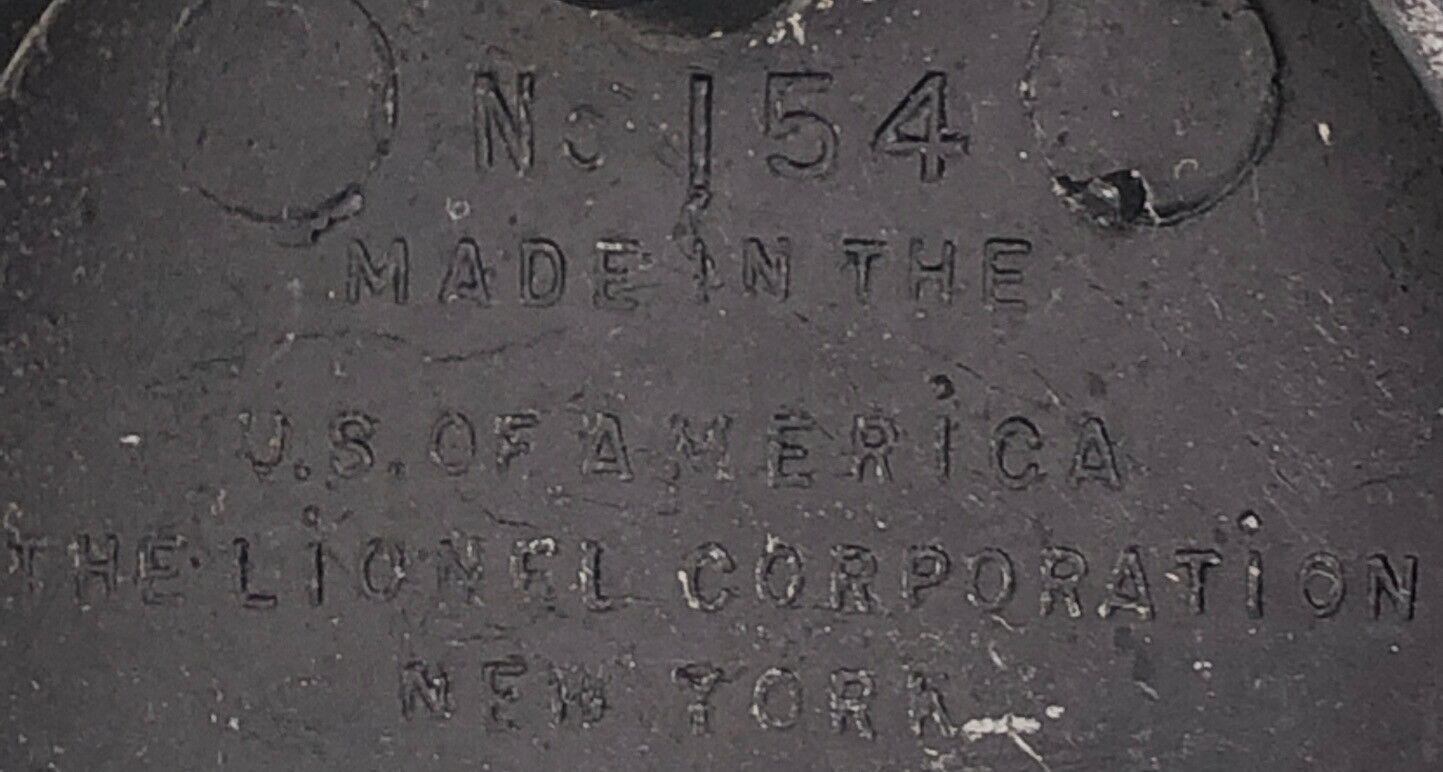 No 154
MADE IN THE
U.S. OF AMERiCA
THE LiONEL CORPORATiON
NEW YORK